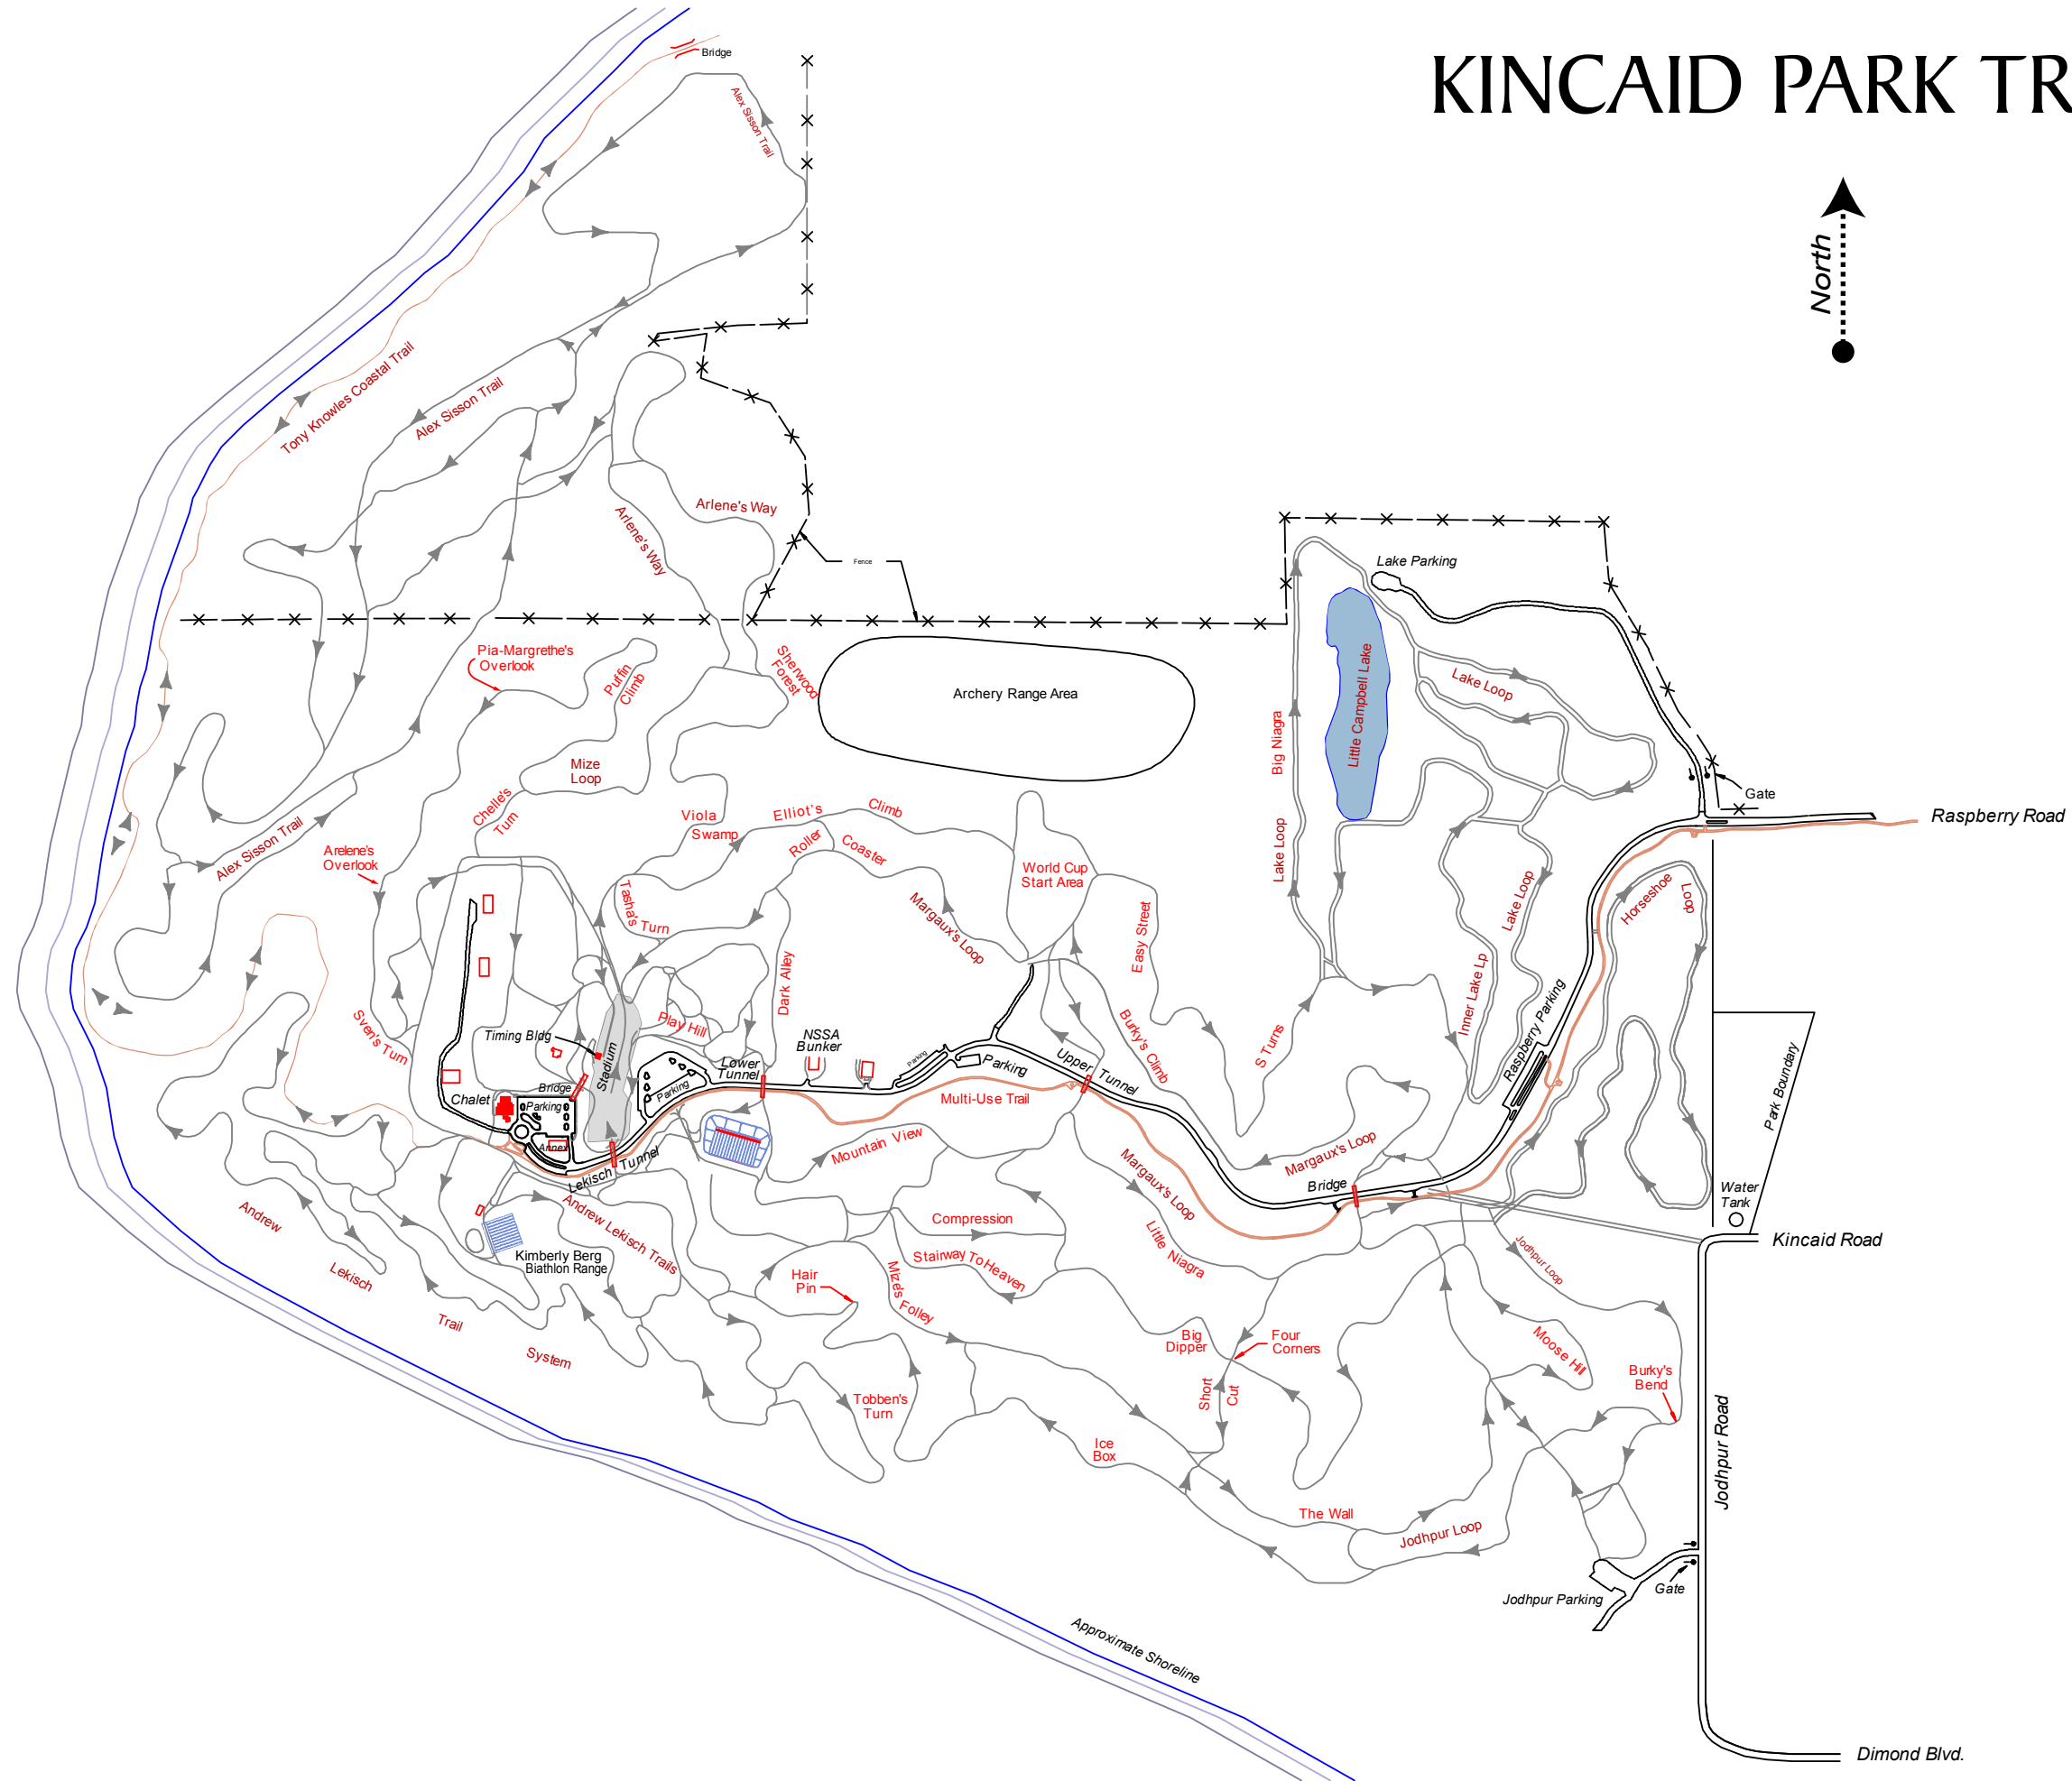 KINCAID PARK TR
Bridge
Alex Sisson Trail
North
Tony Knowles Coastal Trail
Alex Sisson Trail
Arlene's Way
Arlene's Way
Fence
Lake Parking
Pia-Margrethe's
Overlook
Puffin
Climb
Sherwood
Forest
Archery Range Area
Little Campbell Lake
Lake Loop
Big Niagra
Mize
Loop
Chelle's
Turn
Viola
Swamp
Elliot's
Climb
Roller
Coaster
Gate
Raspberry Road
Alex Sisson Trail
Arelene's
Overlook
Tasha's
Turn
World Cup
Start Area
Lake Loop
Lake Loop
Horseshoe
Loop
Margaux's Loop
Easy Street
Dark Alley
Inner Lake Lp
Raspberry Parking
Sven's Turn
Play Hill
Timing Bldg
Stadium
NSSA
Bunker
Lower
Tunnel
Parking
Parking
Parking
Upper
Tunnel
Burky's Climb
S Turns
Park Boundary
Bridge
Chalet
Parking
Annex
Multi-Use Trail
Lekisch
Tunnel
Mountain View
Margaux's Loop
Margaux's Loop
Bridge
Water
Tank
Kincaid Road
Andrew
Lekisch
Trail
System
Andrew Lekisch Trails
Kimberly Berg
Biathlon Range
Compression
Stairway To Heaven
Little Niagra
Jodhpur Loop
Hair
Pin
Mize's
Folley
Big
Dipper
Four
Corners
Moose Hill
Burky's
Bend
Short
Cut
Tobben's
Turn
Ice
Box
The Wall
Jodhpur Loop
Jodhpur Road
Jodhpur Parking
Gate
Approximate Shoreline
Dimond Blvd.